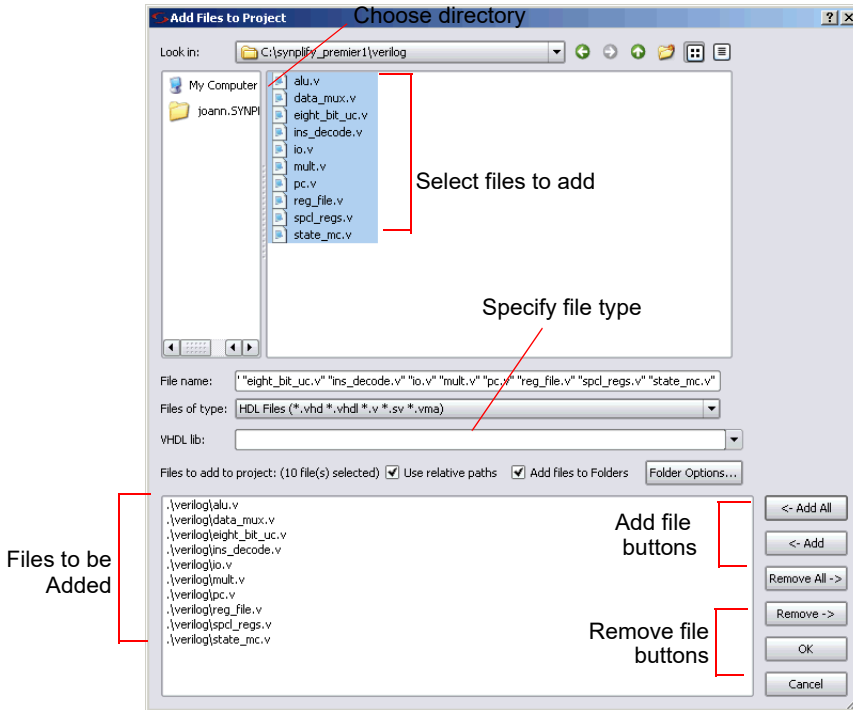 Add Files to Project
Choose directory
Look in:
C:\synplify_premier1\verilog
My Computer
joann.SYNPl
alu.v
data_mux.v
eight_bit_uc.v
ins_decode.v
io.v
mult.v
pc.v
reg_file.v
spcl_regs.v
state_mc.v
Select files to add
Specify file type
File name:
' "eight_bit_uc.v" "ins_decode.v" "io.v" "mult.v" "pc.v" "reg_file.v" "spcl_regs.v" "state_mc.v"
Files of type:
HDL Files (*.vhd *.vhdl *.v *.sv *.vma)
VHDL lib:
Files to add to project: (10 file(s) selected)
Use relative paths
Add files to Folders
Folder Options...
.\verilog\alu.v
.\verilog\data_mux.v
.\verilog\eight_bit_uc.v
.\verilog\ins_decode.v
.\verilog\io.v
.\verilog\mult.v
.\verilog\pc.v
.\verilog\reg_file.v
.\verilog\spcl_regs.v
.\verilog\state_mc.v
Files to be
Added
Add file
buttons
Remove file
buttons
<- Add All
<- Add
Remove All ->
Remove ->
OK
Cancel